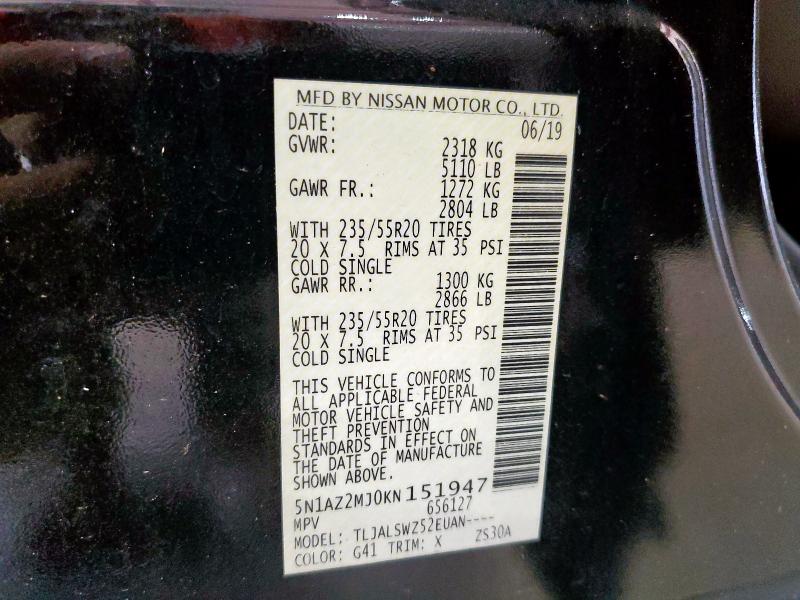 MFD BY NISSAN MOTOR CO., LTD.
DATE: 06/19
GVWR: 2318 KG
5110 LB
GAWR FR.: 1272 KG
2804 LB
WITH 235/55R20 TIRES
20 X 7.5 RIMS AT 35 PSI
COLD SINGLE
GAWR RR.: 1300 KG
2866 LB
WITH 235/55R20 TIRES
20 X 7.5 RIMS AT 35 PSI
COLD SINGLE
THIS VEHICLE CONFORMS TO
ALL APPLICABLE FEDERAL
MOTOR VEHICLE SAFETY AND
THEFT PREVENTION
STANDARDS IN EFFECT ON
THE DATE OF MANUFACTURE
SHOWN ABOVE.
5N1AZ2MJ0KN151947
MPV 656127
MODEL: TLJALSWZ52EUAN----
COLOR: G41 TRIM: X ZS30A